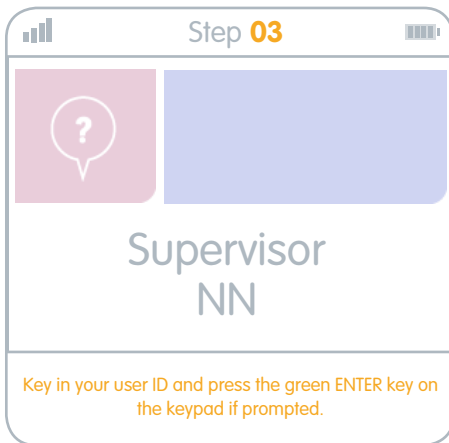 Step 03
?
Supervisor
NN
Key in your user ID and press the green ENTER key on
the keypad if prompted.